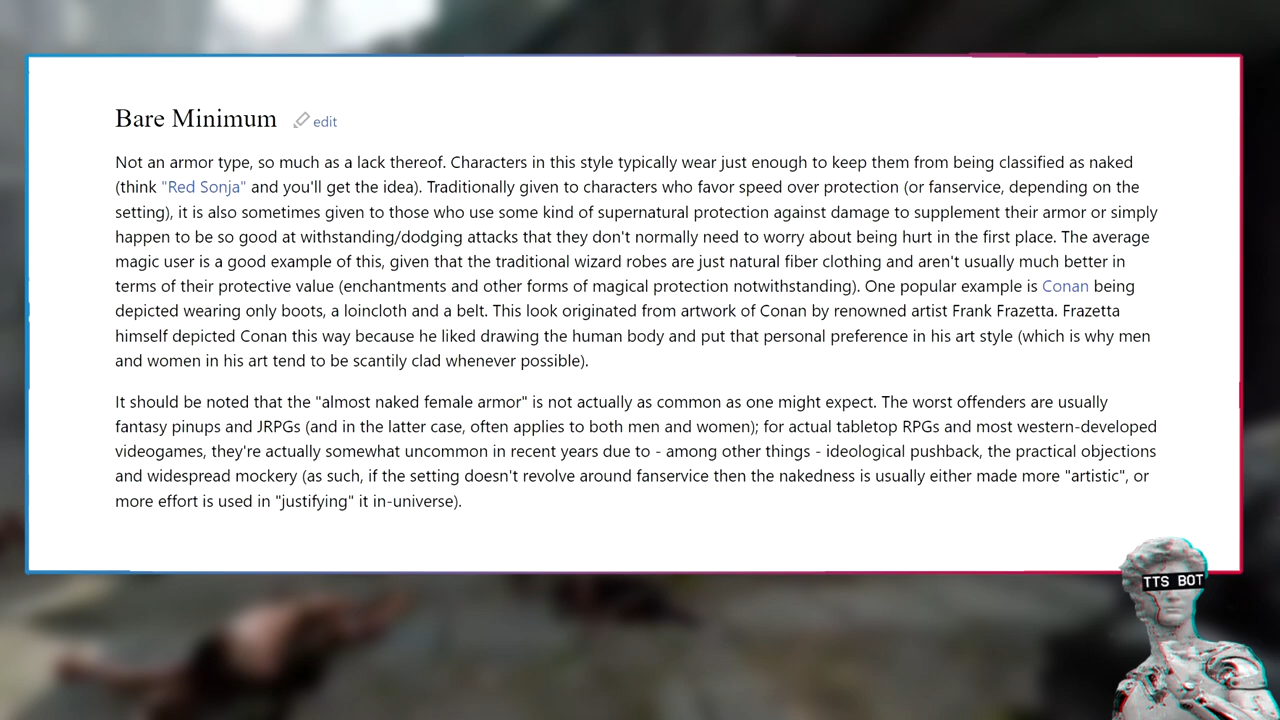 Bare Minimum edit
Not an armor type, so much as a lack thereof. Characters in this style typically wear just enough to keep them from being classified as naked
(think "Red Sonja" and you'll get the idea). Traditionally given to characters who favor speed over protection (or fanservice, depending on the
setting), it is also sometimes given to those who use some kind of supernatural protection against damage to supplement their armor or simply
happen to be so good at withstanding/dodging attacks that they don't normally need to worry about being hurt in the first place. The average
magic user is a good example of this, given that the traditional wizard robes are just natural fiber clothing and aren't usually much better in
terms of their protective value (enchantments and other forms of magical protection notwithstanding). One popular example is Conan being
depicted wearing only boots, a loincloth and a belt. This look originated from artwork of Conan by renowned artist Frank Frazetta. Frazetta
himself depicted Conan this way because he liked drawing the human body and put that personal preference in his art style (which is why men
and women in his art tend to be scantily clad whenever possible).
It should be noted that the "almost naked female armor" is not actually as common as one might expect. The worst offenders are usually
fantasy pinups and JRPGs (and in the latter case, often applies to both men and women); for actual tabletop RPGs and most western-developed
videogames, they're actually somewhat uncommon in recent years due to - among other things - ideological pushback, the practical objections
and widespread mockery (as such, if the setting doesn't revolve around fanservice then the nakedness is usually either made more "artistic", or
more effort is used in "justifying" it in-universe).
TTS BOT